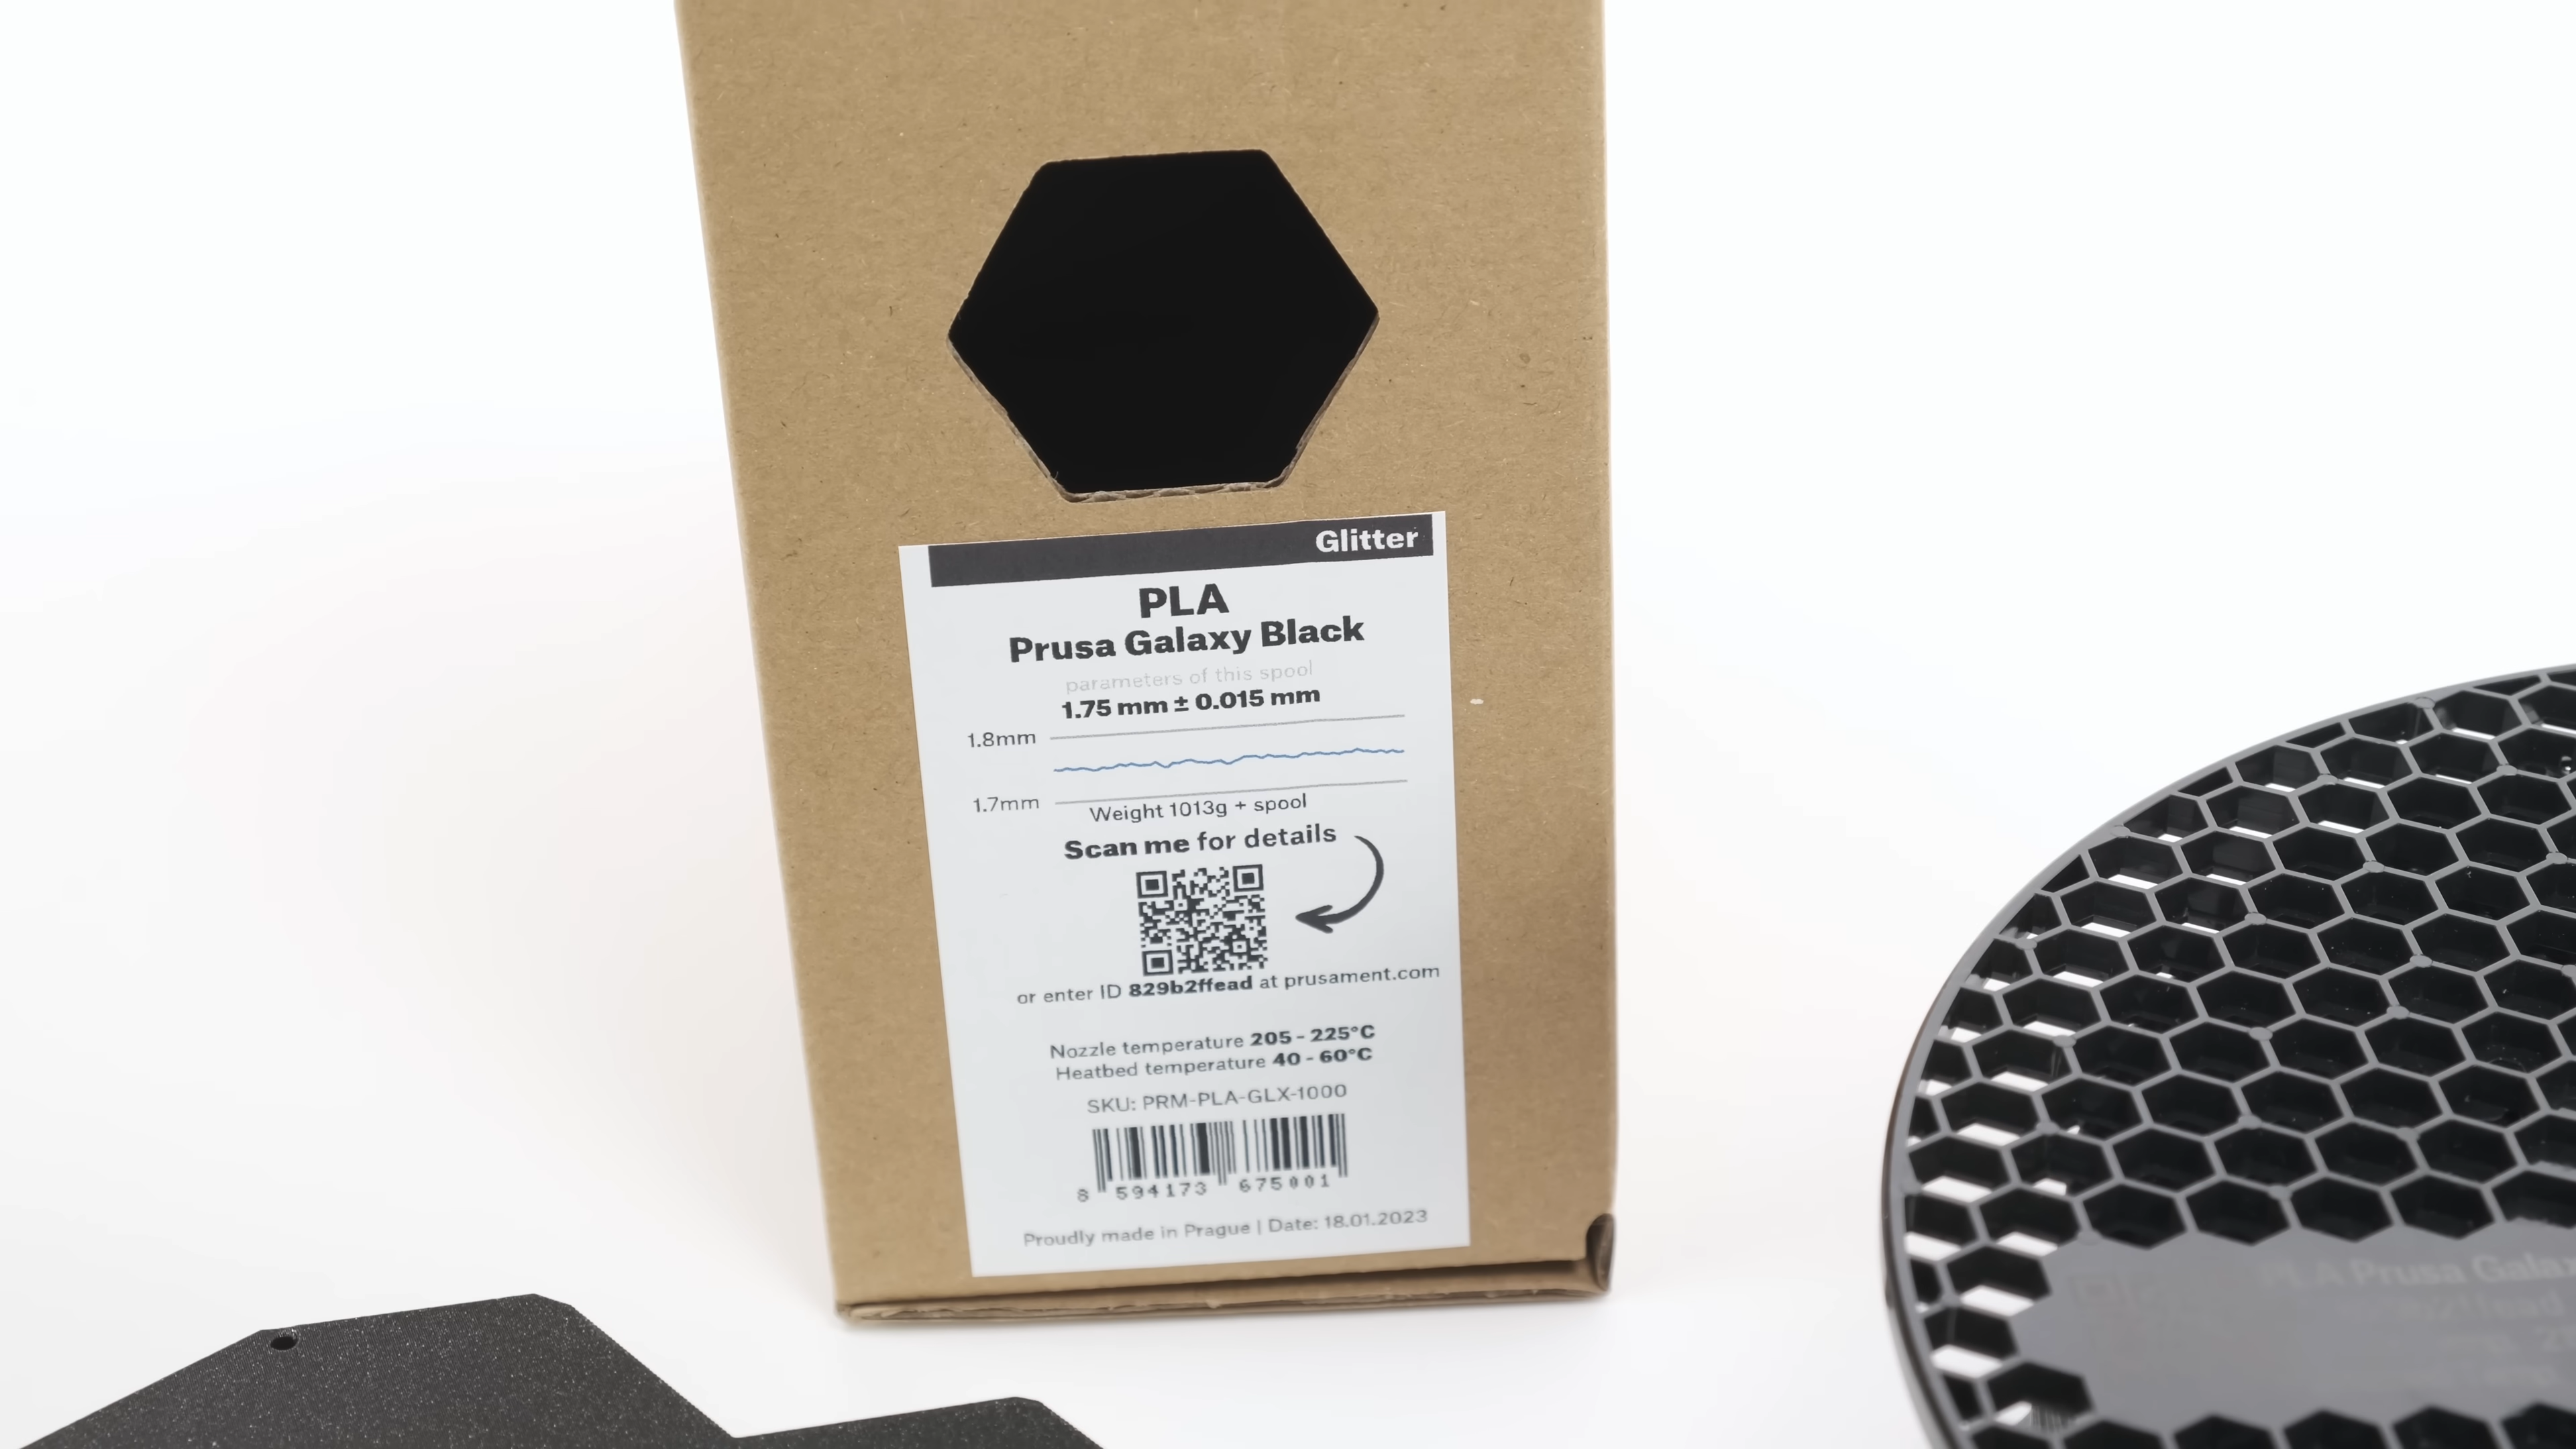 Glitter
PLA
Prusa Galaxy Black
parameters of this spool
1.75 mm ± 0.015 mm
1.8mm
1.7mm
Weight 1013g + spool
Scan me for details
or enter ID 829b2ffead at prusament.com
Nozzle temperature 205 - 225°C
Heatbed temperature 40 - 60°C
SKU: PRM-PLA-GLX-1000
8 594173 675001
Proudly made in Prague | Date: 18.01.2023
PLA Prusa Galax